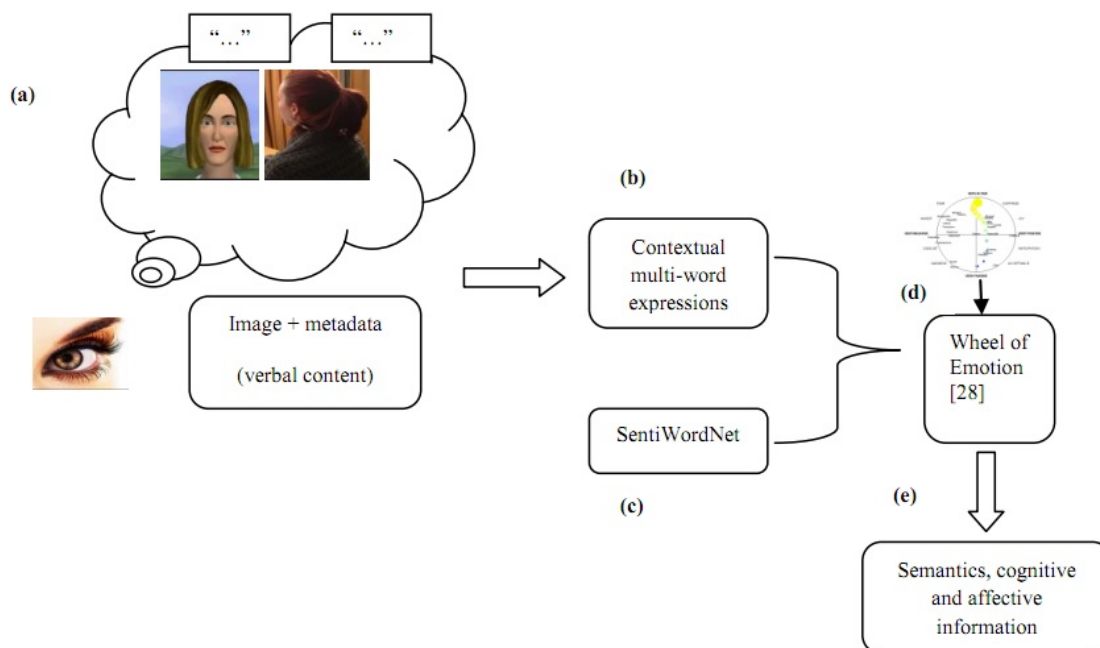 “...” “...”
(a)
Image + metadata
(verbal content)
(b)
Contextual
multi-word
expressions
SentiWordNet
(c)
(d)
Wheel of
Emotion
[28]
(e)
Semantics, cognitive
and affective
information